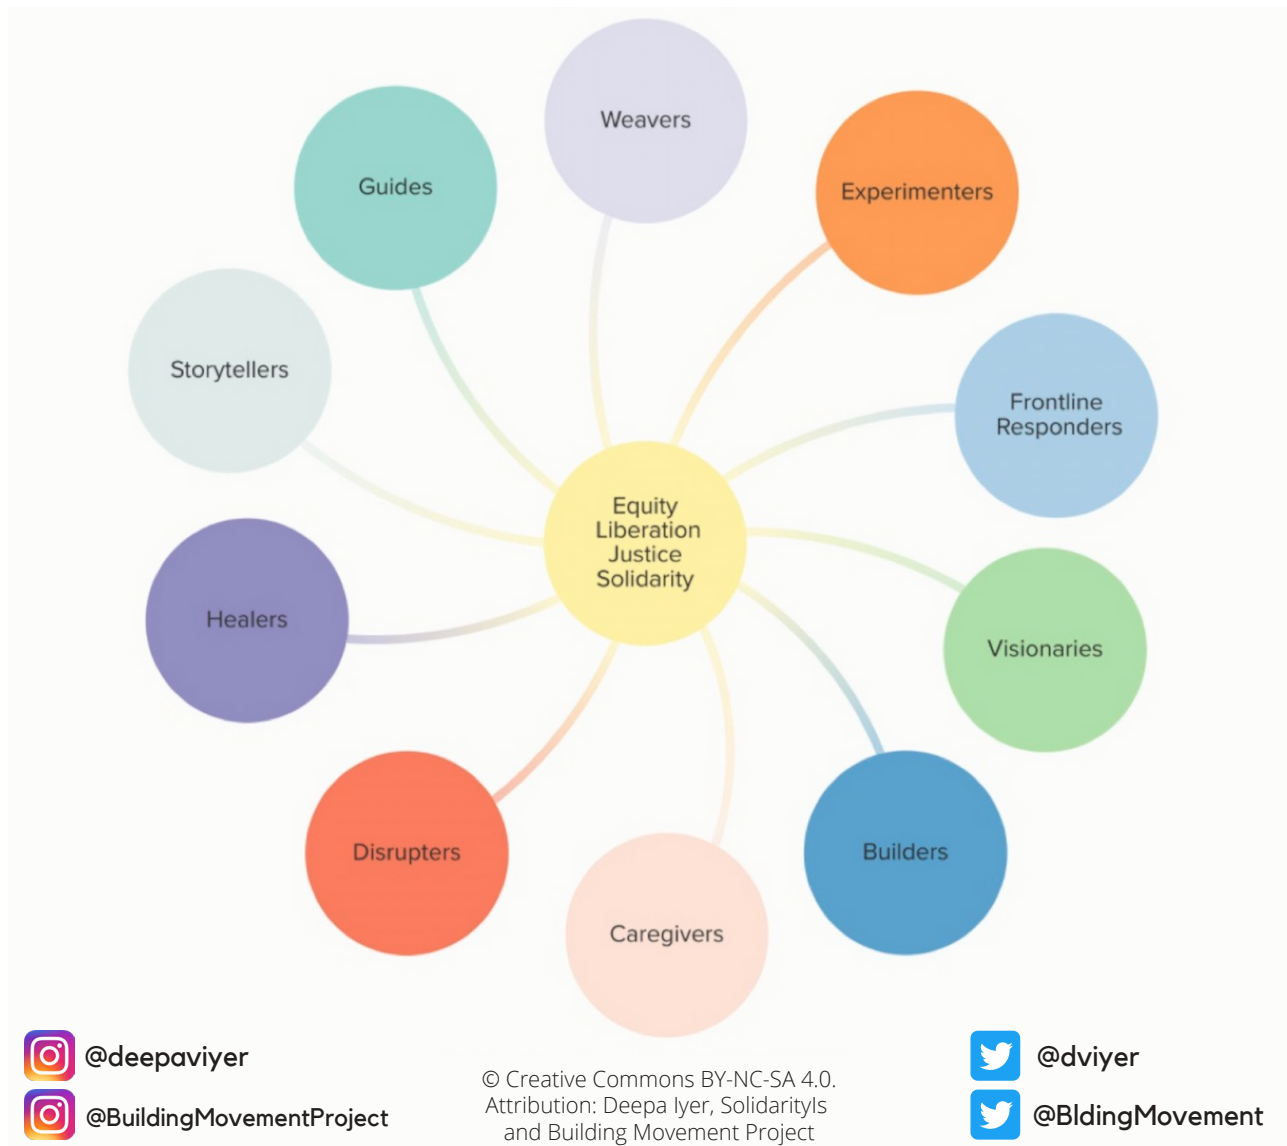 Weavers
Guides
Experimenters
Storytellers
Frontline
Responders
Equity
Liberation
Justice
Solidarity
Healers
Visionaries
Disrupters
Builders
Caregivers
@deepaviyer
@BuildingMovementProject
© Creative Commons BY-NC-SA 4.0.
Attribution: Deepa Iyer, SolidarityIs
and Building Movement Project
@dviyer
@BldingMovement